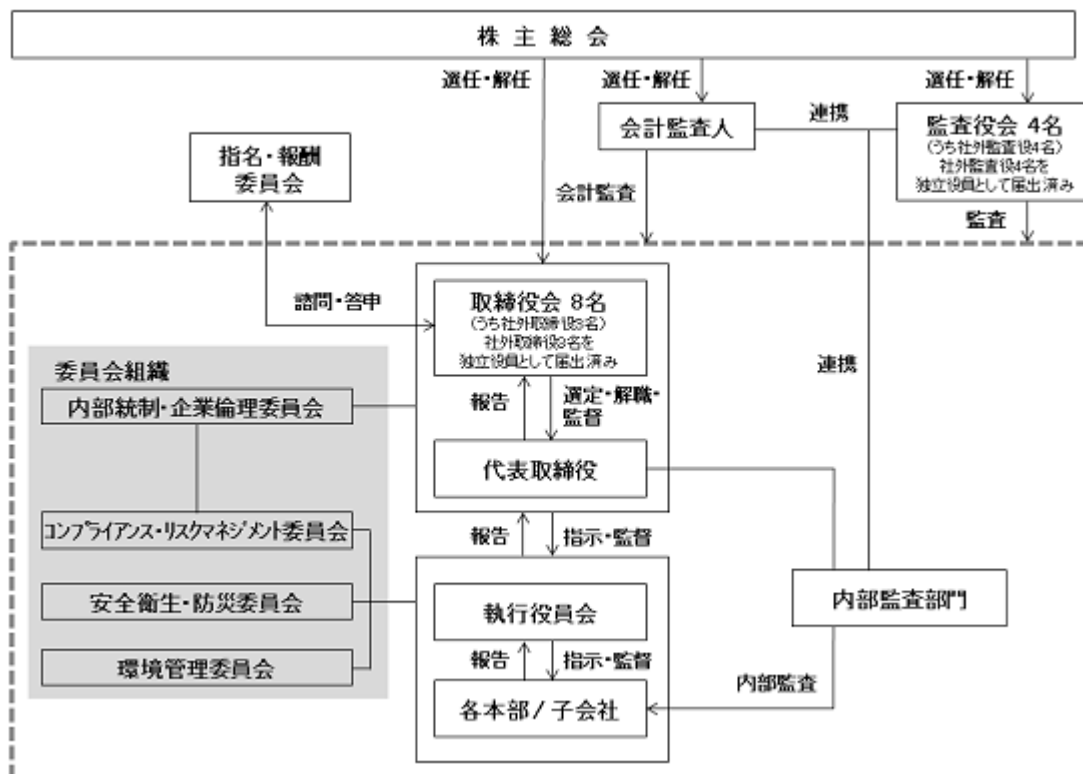 株 主 総 会
選任・解任
選任・解任
選任・解任
会計監査人
連携
監査役会 4名
(うち社外監査役4名)
社外監査役4名を
独立役員として届出済み
指名・報酬
委員会
会計監査
監査
諮問・答申
取締役会 8名
(うち社外取締役3名)
社外取締役3名を
独立役員として届出済み
委員会組織
内部統制・企業倫理委員会
報告
選定・解職・
監督
連携
代表取締役
コンプライアンス・リスクマネジメント委員会
報告
指示・監督
安全衛生・防災委員会
執行役員会
内部監査部門
環境管理委員会
報告
指示・監督
内部監査
各本部/子会社